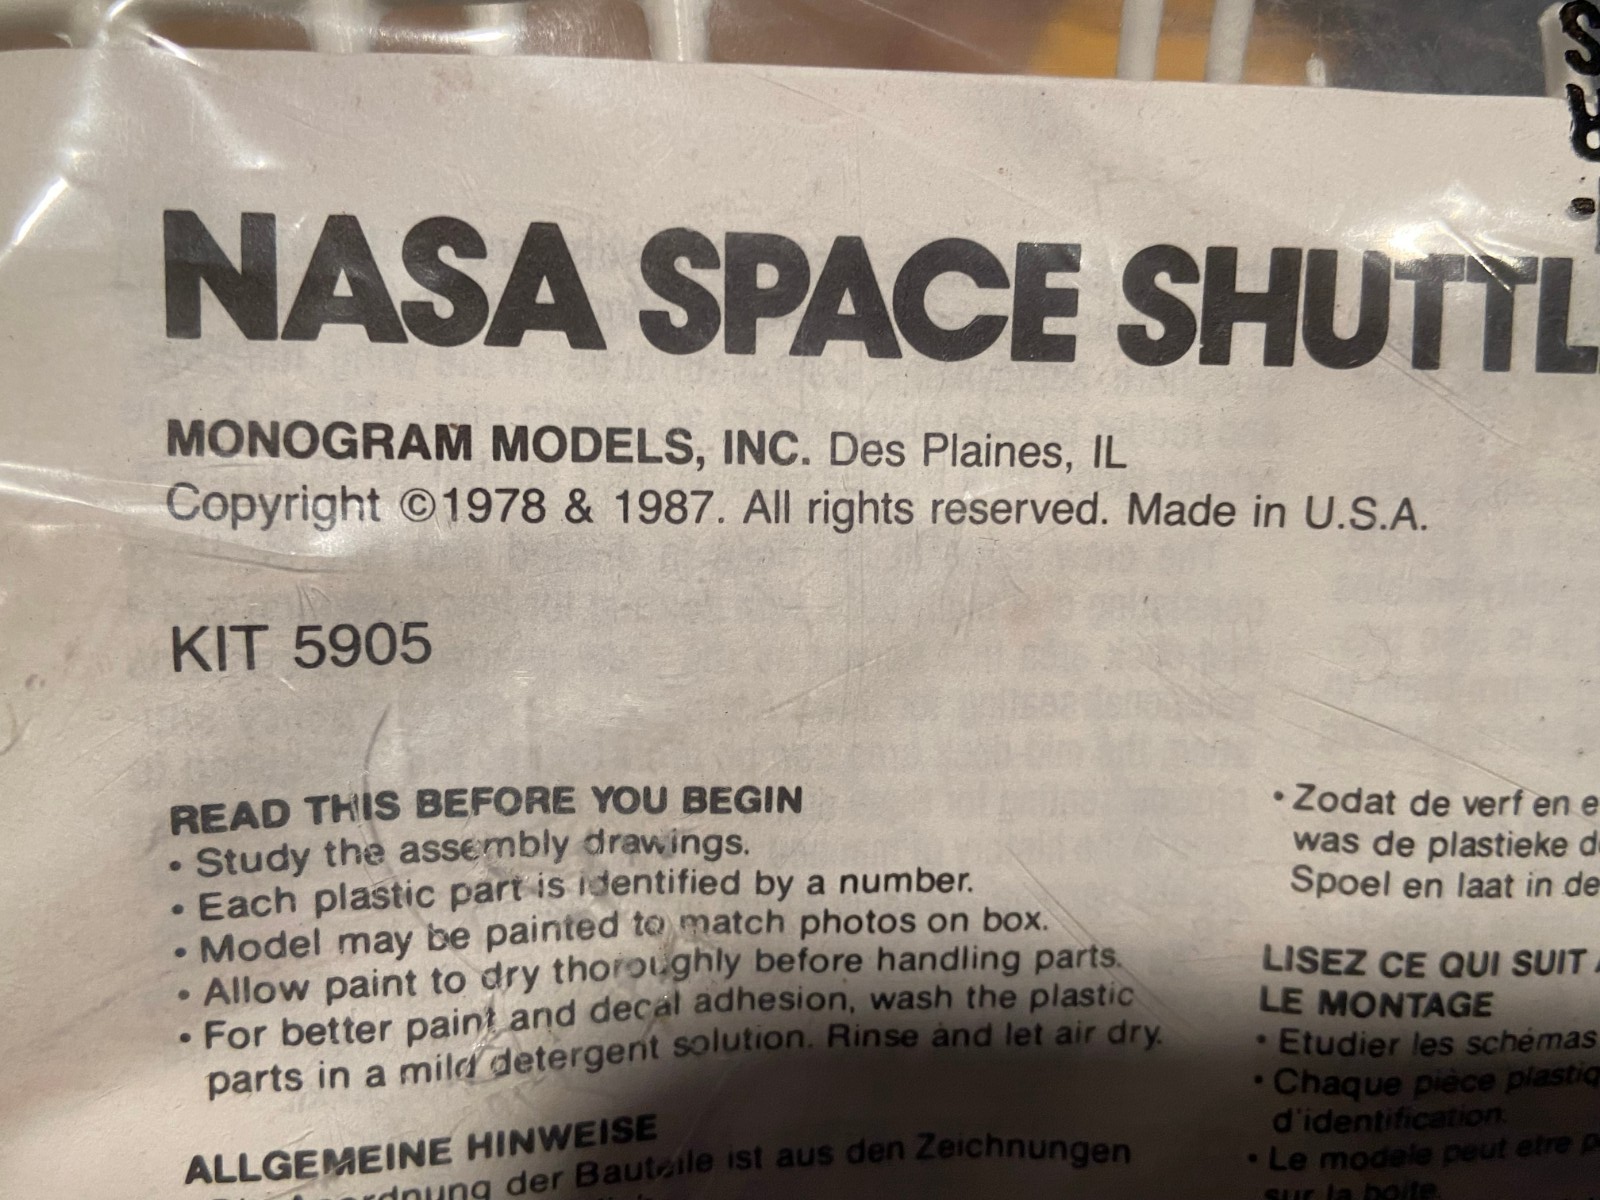 NASA SPACE SHUTTL
MONOGRAM MODELS, INC. Des Plaines, IL
Copyright ©1978 & 1987. All rights reserved. Made in U.S.A.
KIT 5905
READ THIS BEFORE YOU BEGIN
• Study the assembly drawings.
• Each plastic part is identified by a number.
• Model may be painted to match photos on box.
• Allow paint to dry thoroughly before handling parts.
• For better paint and decal adhesion, wash the plastic
parts in a mild detergent solution. Rinse and let air dry.
ALLGEMEINE HINWEISE
der Bauteile ist aus den Zeichnungen
• Zodat de verf en e
was de plastieke d
Spoel en laat in de
LISEZ CE QUI SUIT A
LE MONTAGE
• Etudier les schémas
• Chaque pièce plastiq
d'identification.
• Le modele peut etre p
sur la boite